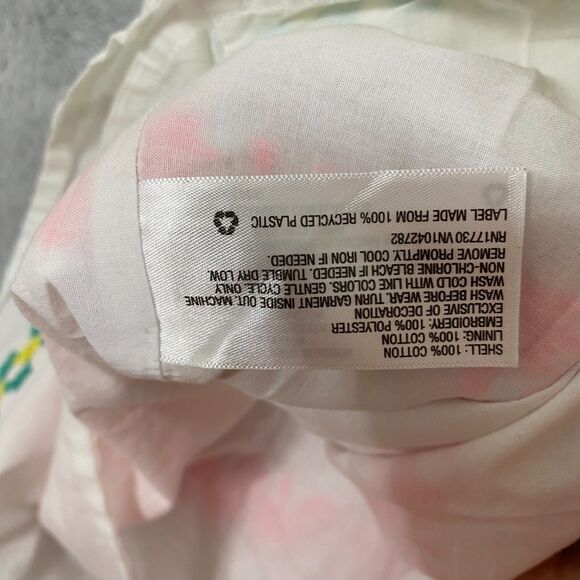 SHELL: 100% COTTON
LINING: 100% COTTON
EMBROIDERY: 100% POLYESTER
EXCLUSIVE OF DECORATION
WASH BEFORE WEAR. TURN GARMENT INSIDE OUT. MACHINE
WASH COLD WITH LIKE COLORS. GENTLE CYCLE. ONLY
NON-CHLORINE BLEACH IF NEEDED. TUMBLE DRY LOW.
REMOVE PROMPTLY. COOL IRON IF NEEDED.
RN17730 VN1042782
LABEL MADE FROM 100% RECYCLED PLASTIC